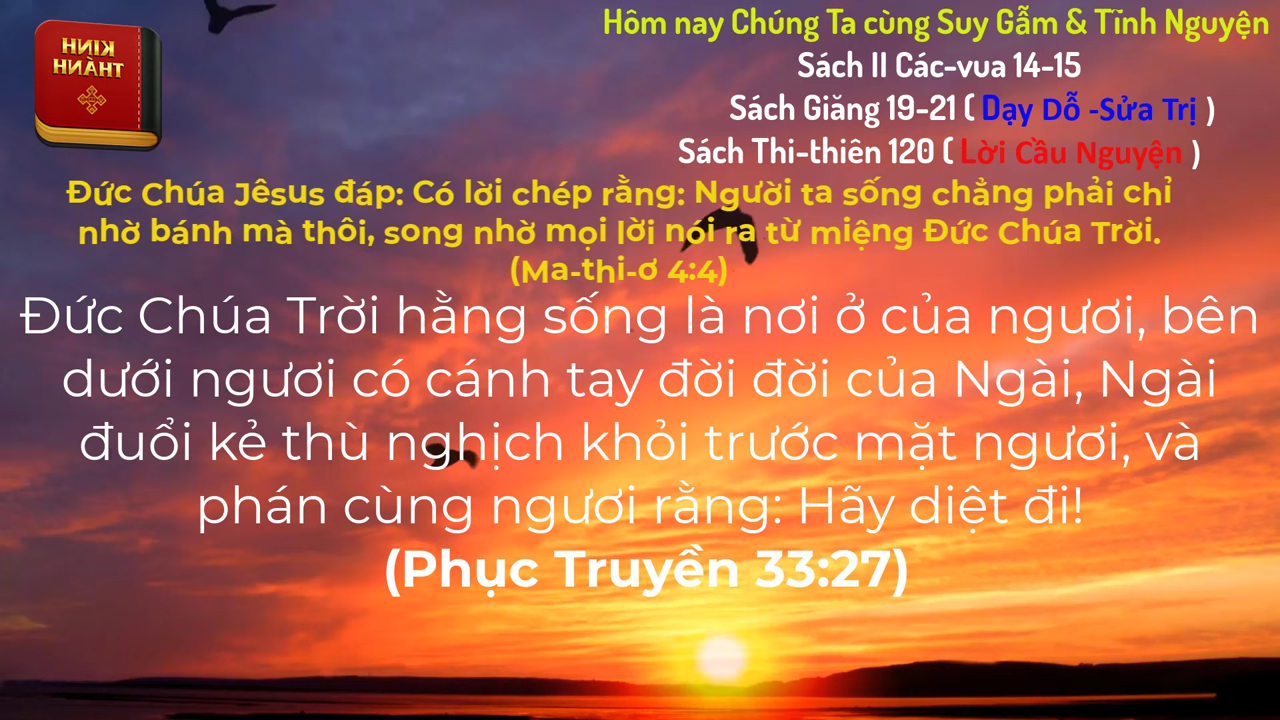 KINH
THÀNH
Hôm nay Chúng Ta cùng Suy Gẫm & Tĩnh Nguyện
Sách II Các-vua 14-15
Sách Giăng 19-21 ( Dạy Dỗ -Sửa Trị )
Sách Thi-thiên 120 ( Lời Cầu Nguyện )
Đức Chúa Jêsus đáp: Có lời chép rằng: Người ta sống chẳng phải chỉ
nhờ bánh mà thôi, song nhờ mọi lời nói ra từ miệng Đức Chúa Trời.
(Ma-thi-ơ 4:4)
Đức Chúa Trời hằng sống là nơi ở của ngươi, bên
dưới ngươi có cánh tay đời đời của Ngài, Ngài
đuổi kẻ thù nghịch khỏi trước mặt ngươi, và
phán cùng ngươi rằng: Hãy diệt đi!
(Phục Truyền 33:27)